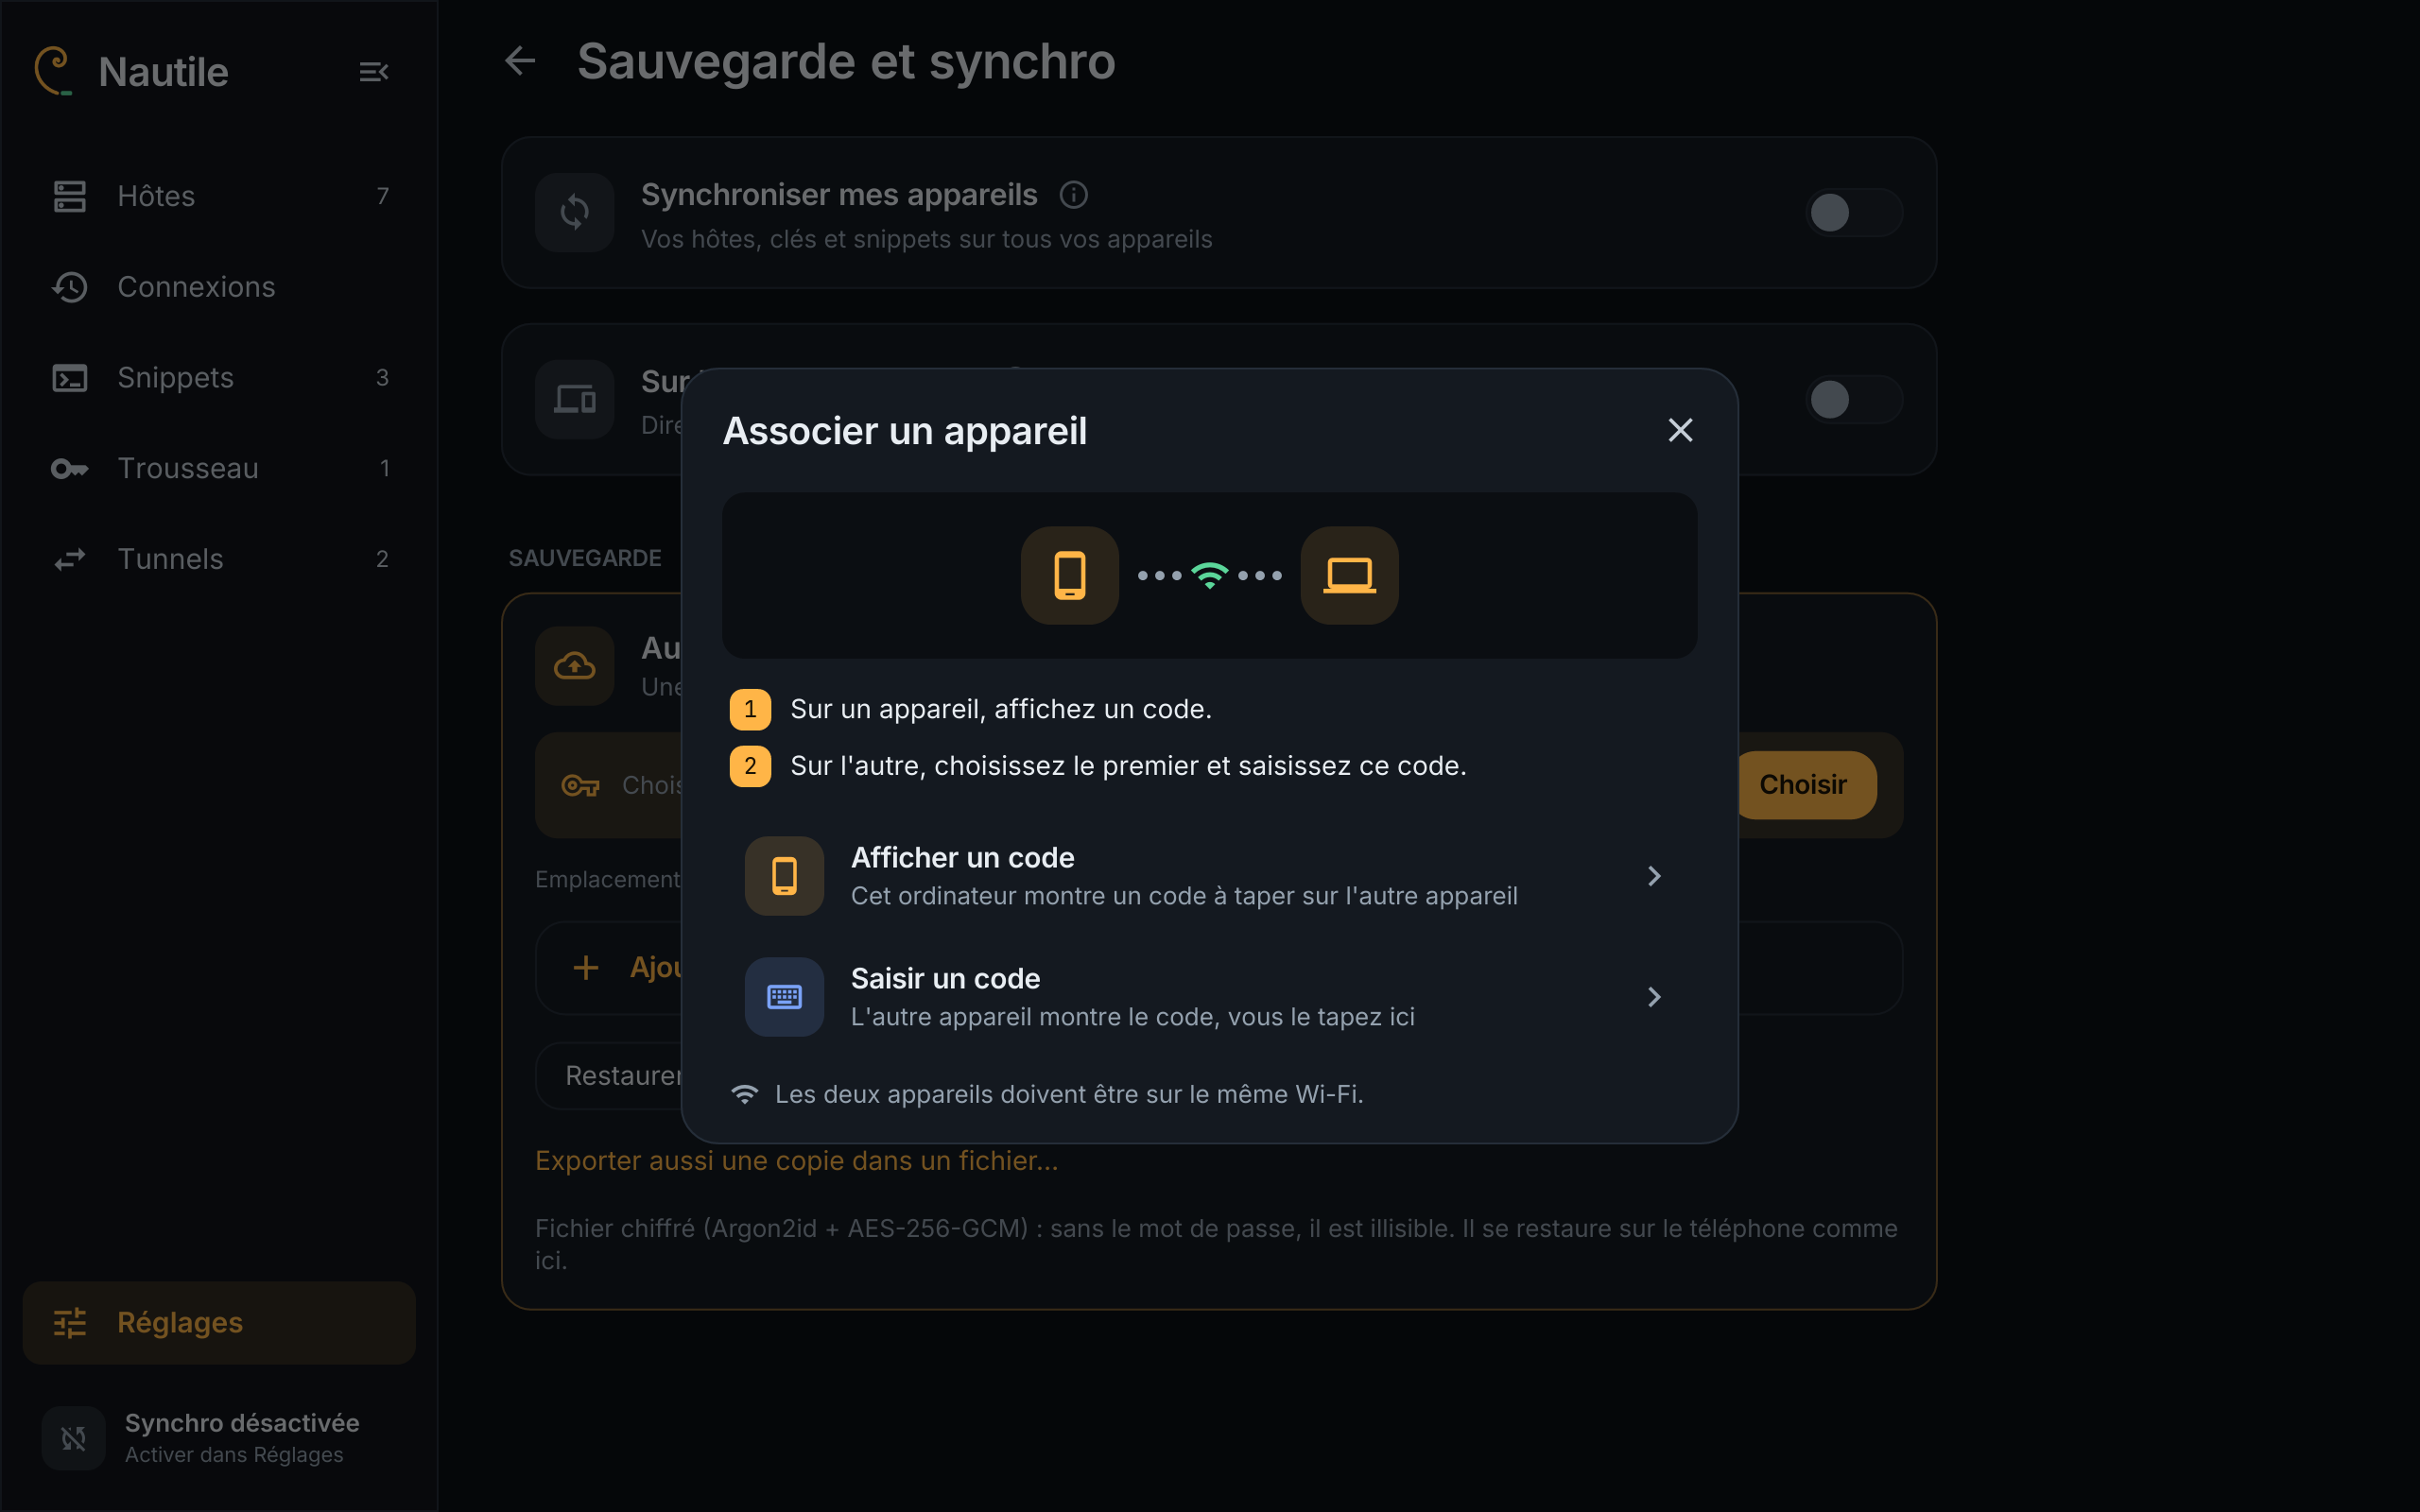 Nautile
Hôtes 7
Connexions
Snippets 3
Trousseau 1
Tunnels 2
Réglages
Synchro désactivée
Activer dans Réglages
Sauvegarde et synchro
Synchroniser mes appareils
Vos hôtes, clés et snippets sur tous vos appareils
Sur
SAUVEGARDE
Une
Choisir
Emplacement
Restaurer
Exporter aussi une copie dans un fichier...
Fichier chiffré (Argon2id + AES-256-GCM) : sans le mot de passe, il est illisible. Il se restaure sur le téléphone comme
ici.
Associer un appareil
1 Sur un appareil, affichez un code.
2 Sur l'autre, choisissez le premier et saisissez ce code.
Afficher un code
Cet ordinateur montre un code à taper sur l'autre appareil
Saisir un code
L'autre appareil montre le code, vous le tapez ici
Les deux appareils doivent être sur le même Wi-Fi.